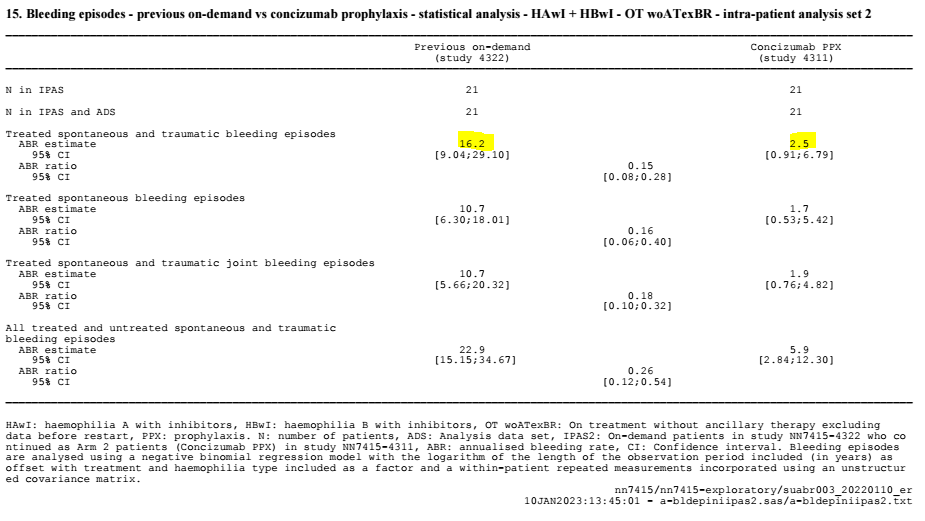 15. Bleeding episodes - previous on-demand vs concizumab prophylaxis - statistical analysis - HAwI + HBwI - OT woATexBR - intra-patient analysis set 2
Previous on-demand Concizumab PPX
(study 4322) (study 4311)
N in IPAS 21 21
N in IPAS and ADS 21 21
Treated spontaneous and traumatic bleeding episodes
ABR estimate 16.2 2.5
95% CI [9.04;29.10] [0.91;6.79]
ABR ratio 0.15
95% CI [0.08;0.28]
Treated spontaneous bleeding episodes
ABR estimate 10.7 1.7
95% CI [6.30;18.01] [0.53;5.42]
ABR ratio 0.16
95% CI [0.06;0.40]
Treated spontaneous and traumatic joint bleeding episodes
ABR estimate 10.7 1.9
95% CI [5.66;20.32] [0.76;4.82]
ABR ratio 0.18
95% CI [0.10;0.32]
All treated and untreated spontaneous and traumatic
bleeding episodes
ABR estimate 22.9 5.9
95% CI [15.15;34.67] [2.84;12.30]
ABR ratio 0.26
95% CI [0.12;0.54]
HAwI: haemophilia A with inhibitors, HBwI: haemophilia B with inhibitors, OT woATexBR: On treatment without ancillary therapy excluding
data before restart, PPX: prophylaxis. N: number of patients, ADS: Analysis data set, IPAS2: On-demand patients in study NN7415-4322 who co
ntinued as Arm 2 patients (Concizumab PPX) in study NN7415-4311, ABR: annualised bleeding rate, CI: Confidence interval. Bleeding episodes
are analysed using a negative binomial regression model with the logarithm of the length of the observation period included (in years) as
offset with treatment and haemophilia type included as a factor and a within-patient repeated measurements incorporated using an unstructur
ed covariance matrix.
nn7415/nn7415-exploratory/suabr003_20220110_er
10JAN2023:13:45:01 - a-bldepiniipas2.sas/a-bldepiniipas2.txt